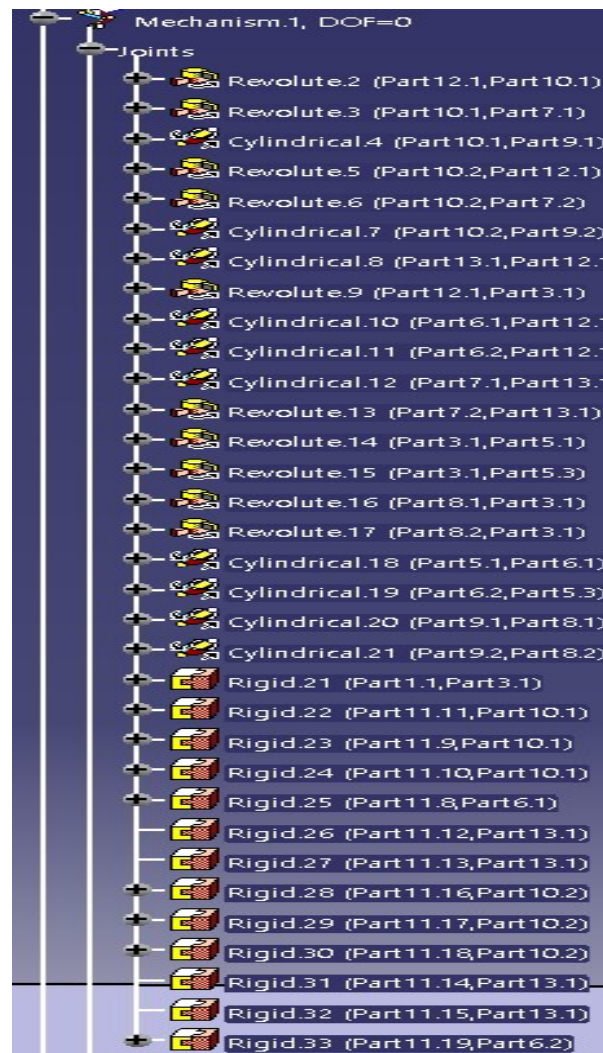 Mechanism.1, DOF=0
Joints
Revolute.2 (Part12.1,Part10.1)
Revolute.3 (Part10.1,Part7.1)
Cylindrical.4 (Part10.1,Part9.1)
Revolute.5 (Part10.2,Part12.1)
Revolute.6 (Part10.2,Part7.2)
Cylindrical.7 (Part10.2,Part9.2)
Cylindrical.8 (Part13.1,Part12.1
Revolute.9 (Part12.1,Part3.1)
Cylindrical.10 (Part6.1,Part12.1
Cylindrical.11 (Part6.2,Part12.1
Cylindrical.12 (Part7.1,Part13.1
Revolute.13 (Part7.2,Part13.1)
Revolute.14 (Part3.1,Part5.1)
Revolute.15 (Part3.1,Part5.3)
Revolute.16 (Part8.1,Part3.1)
Revolute.17 (Part8.2,Part3.1)
Cylindrical.18 (Part5.1,Part6.1)
Cylindrical.19 (Part6.2,Part5.3)
Cylindrical.20 (Part9.1,Part8.1)
Cylindrical.21 (Part9.2,Part8.2)
Rigid.21 (Part1.1,Part3.1)
Rigid.22 (Part11.11,Part10.1)
Rigid.23 (Part11.9,Part10.1)
Rigid.24 (Part11.10,Part10.1)
Rigid.25 (Part11.8,Part6.1)
Rigid.26 (Part11.12,Part13.1)
Rigid.27 (Part11.13,Part13.1)
Rigid.28 (Part11.16,Part10.2)
Rigid.29 (Part11.17,Part10.2)
Rigid.30 (Part11.18,Part10.2)
Rigid.31 (Part11.14,Part13.1)
Rigid.32 (Part11.15,Part13.1)
Rigid.33 (Part11.19,Part6.2)